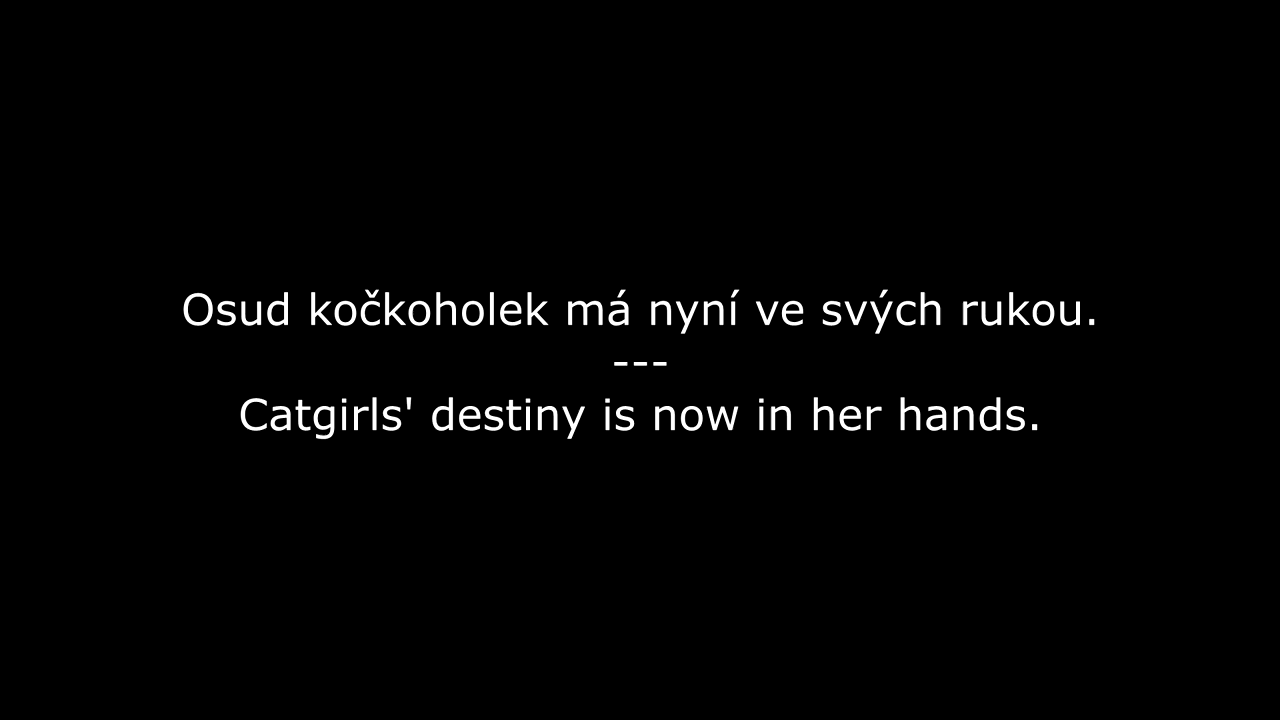 Osud kočkoholek má nyní ve svých rukou.
---
Catgirls' destiny is now in her hands.